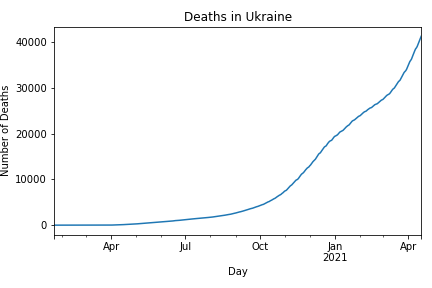 Deaths in Ukraine
Number of Deaths
40000
30000
20000
10000
0
Apr
Jul
Oct
Jan
2021
Apr
Day